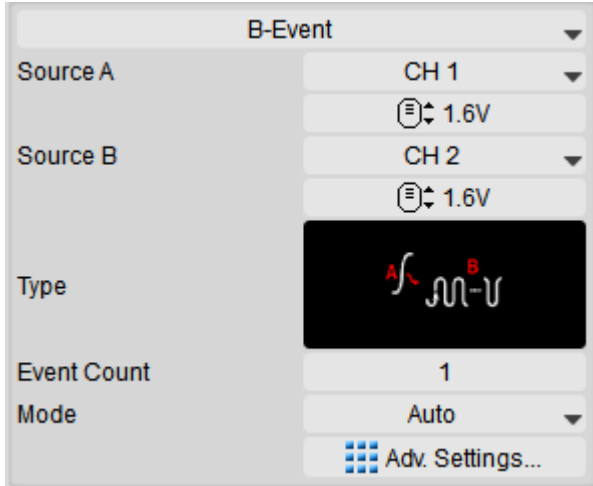 B-Event
Source A CH 1
1.6V
Source B CH 2
1.6V
Type A B
Event Count 1
Mode Auto
Adv. Settings...